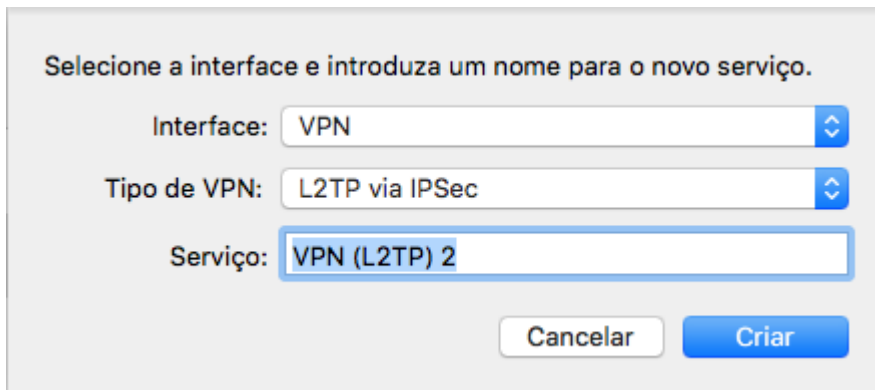 Selecione a interface e introduza um nome para o novo serviço.
Interface: VPN
Tipo de VPN: L2TP via IPSec
Serviço: VPN (L2TP) 2
Cancelar Criar